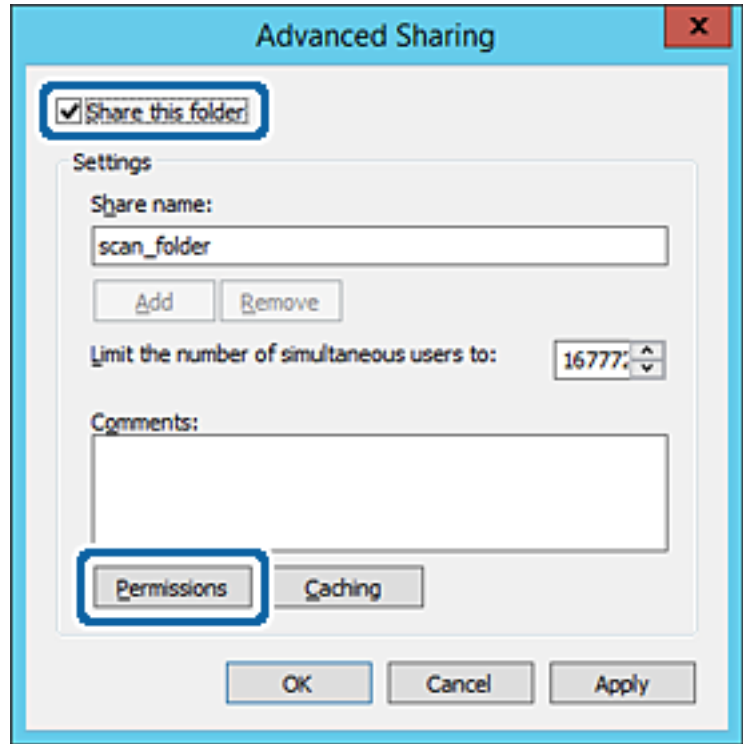 Advanced Sharing
x
Share this folder
Settings
Share name:
scan_folder
Add Remove
Limit the number of simultaneous users to: 16777
Comments:
Permissions Caching
OK Cancel Apply